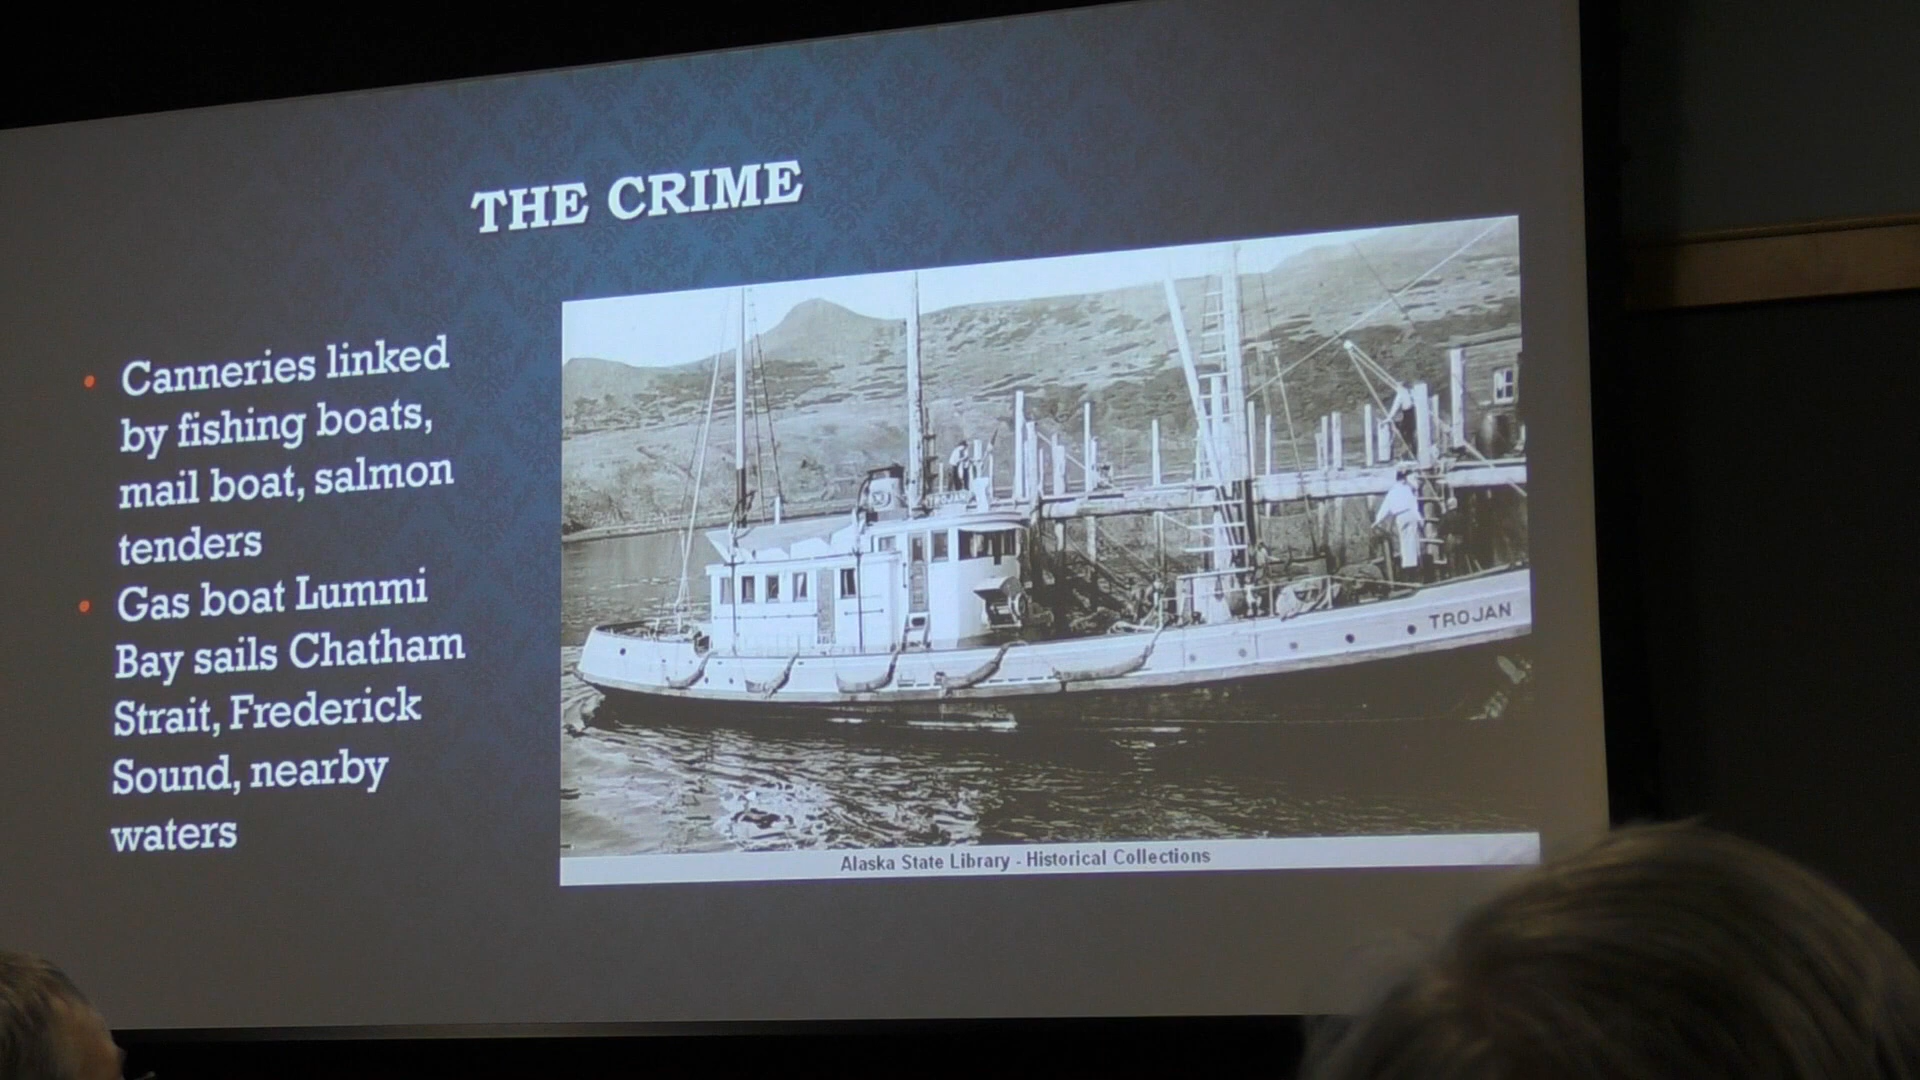 THE CRIME
• Canneries linked
by fishing boats,
mail boat, salmon
tenders
• Gas boat Lummi
Bay sails Chatham
Strait, Frederick
Sound, nearby
waters
TROJAN
TROJAN
Alaska State Library - Historical Collections